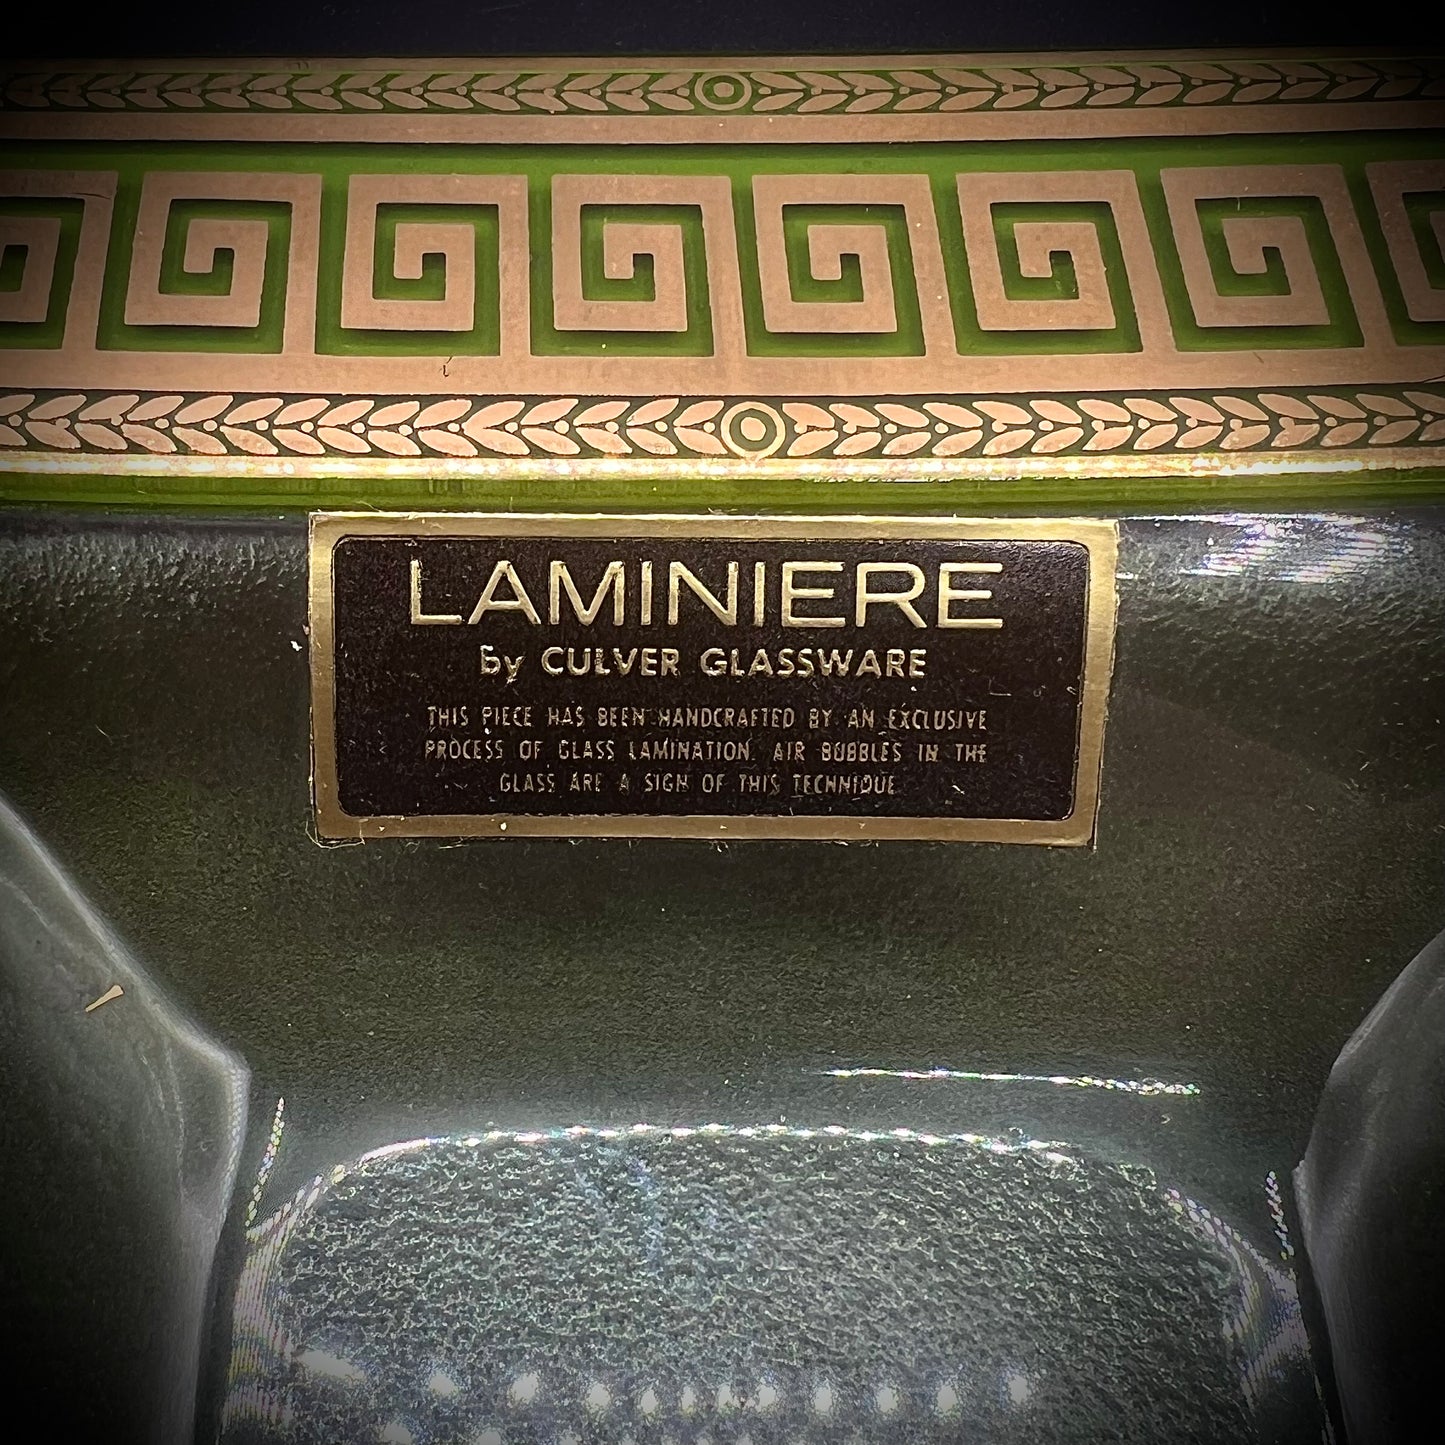 LAMINIERE
by CULVER GLASSWARE
THIS PIECE HAS BEEN HANDCRAFTED BY AN EXCLUSIVE
PROCESS OF GLASS LAMINATION. AIR BUBBLES IN THE
GLASS ARE A SIGN OF THIS TECHNIQUE